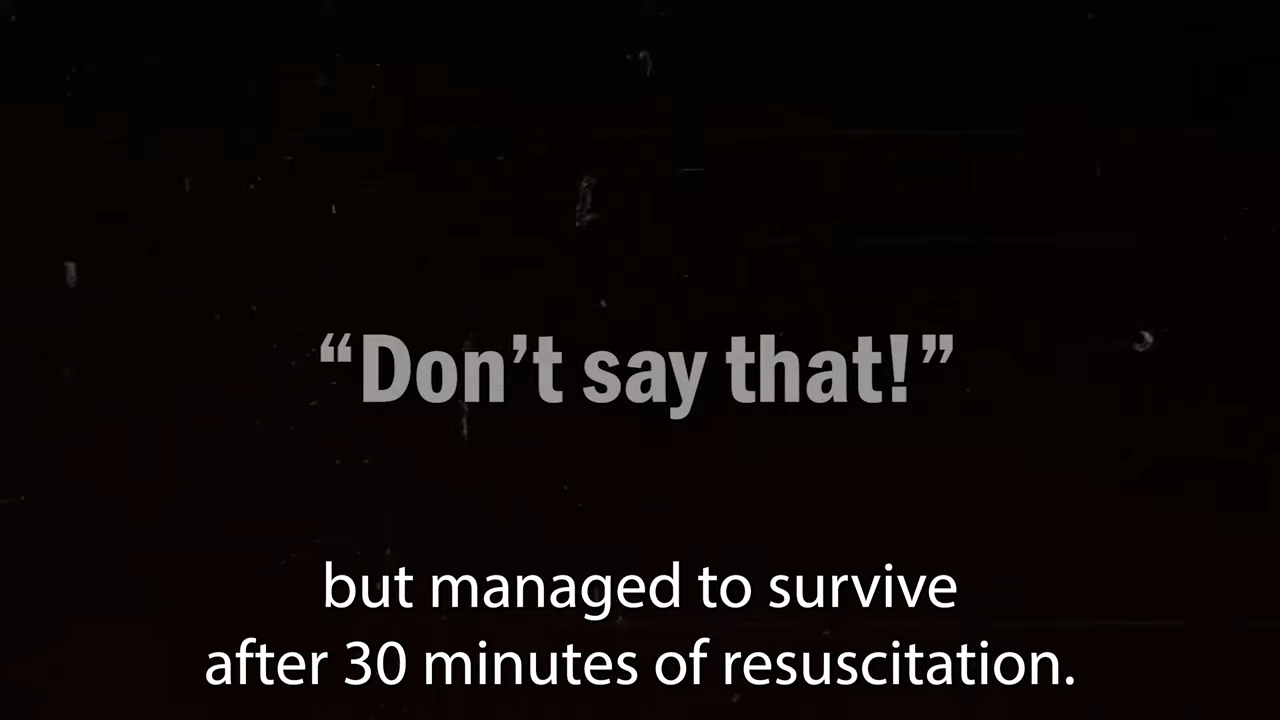 “Don’t say that!”
but managed to survive
after 30 minutes of resuscitation.